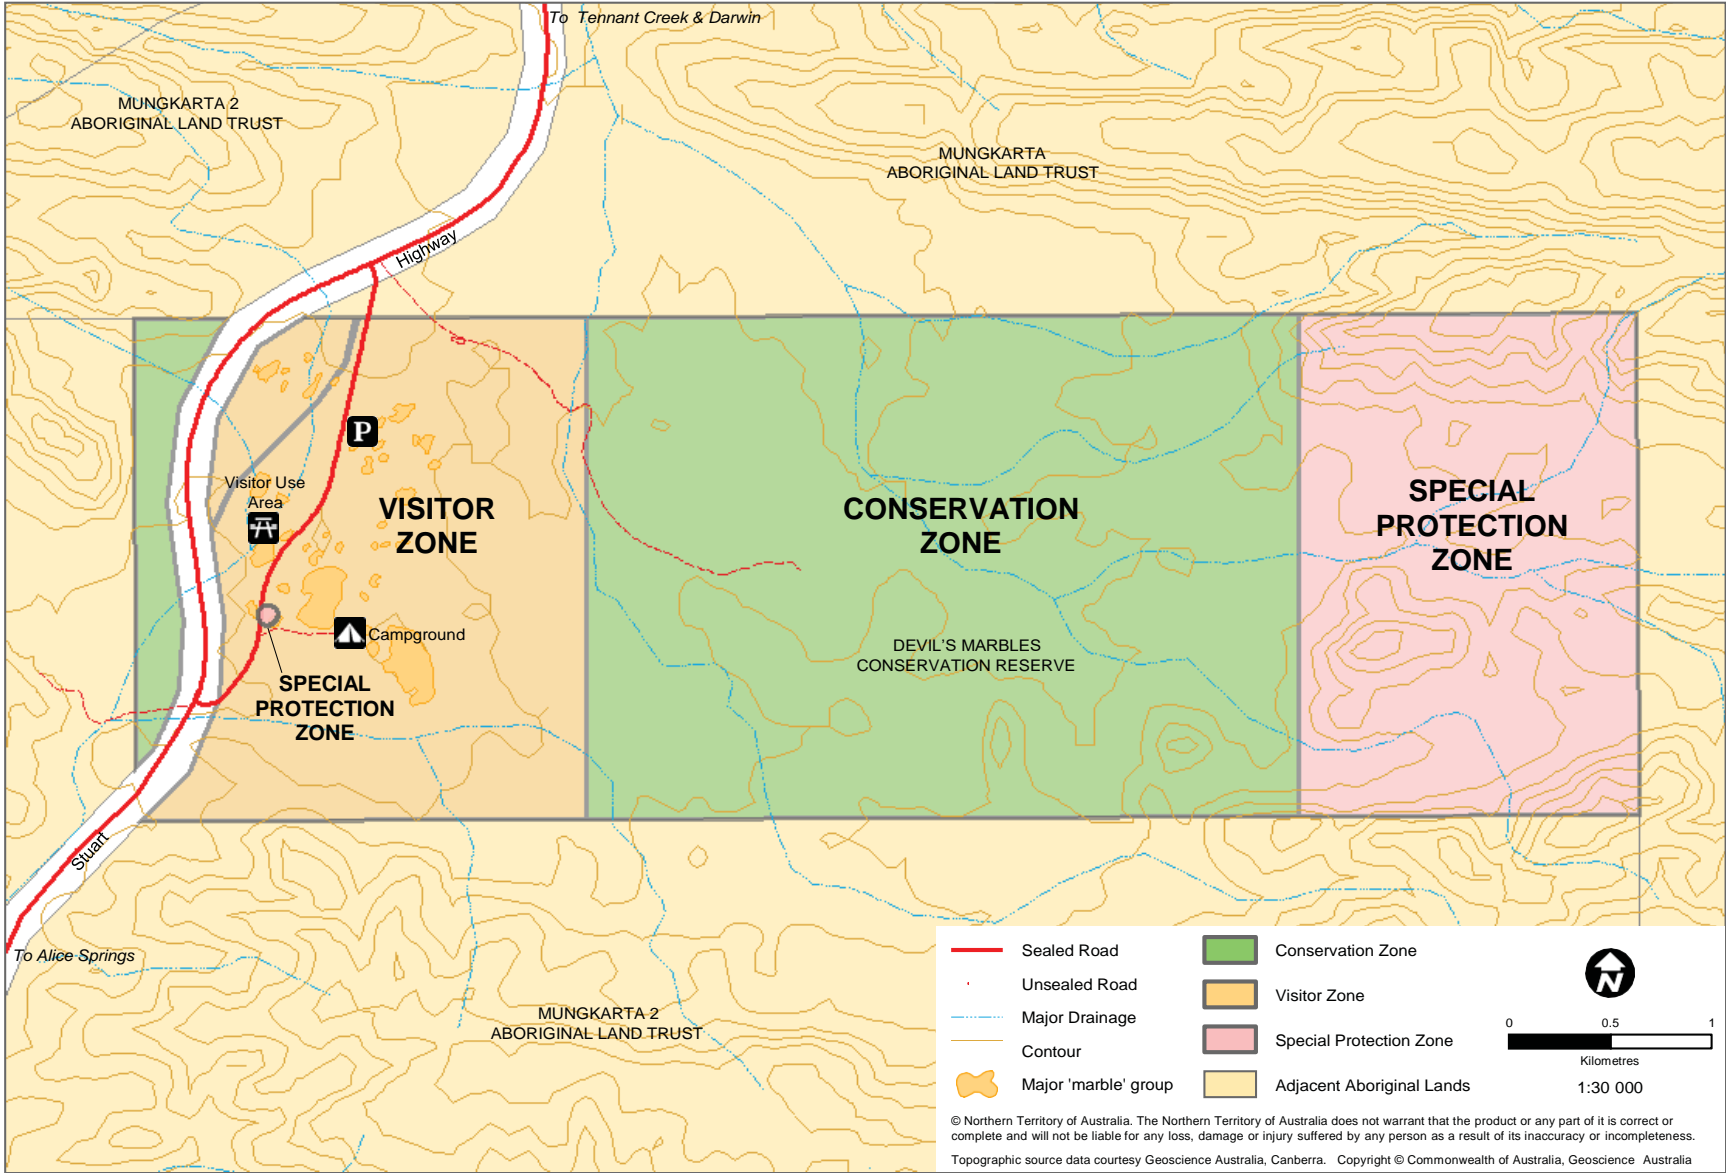 To Tennant Creek & Darwin
MUNGKARTA 2
ABORIGINAL LAND TRUST
MUNGKARTA
ABORIGINAL LAND TRUST
Highway
P
Visitor Use
Area
VISITOR
ZONE
CONSERVATION
ZONE
SPECIAL
PROTECTION
ZONE
Campground
DEVIL'S MARBLES
CONSERVATION RESERVE
SPECIAL
PROTECTION
ZONE
Stuart
To Alice Springs
MUNGKARTA 2
ABORIGINAL LAND TRUST
Sealed Road
Unsealed Road
Major Drainage
Contour
Major 'marble' group
Conservation Zone
Visitor Zone
Special Protection Zone
Adjacent Aboriginal Lands
N
0 0.5 1
Kilometres
1:30 000
© Northern Territory of Australia. The Northern Territory of Australia does not warrant that the product or any part of it is correct or
complete and will not be liable for any loss, damage or injury suffered by any person as a result of its inaccuracy or incompleteness.
Topographic source data courtesy Geoscience Australia, Canberra. Copyright © Commonwealth of Australia, Geoscience Australia